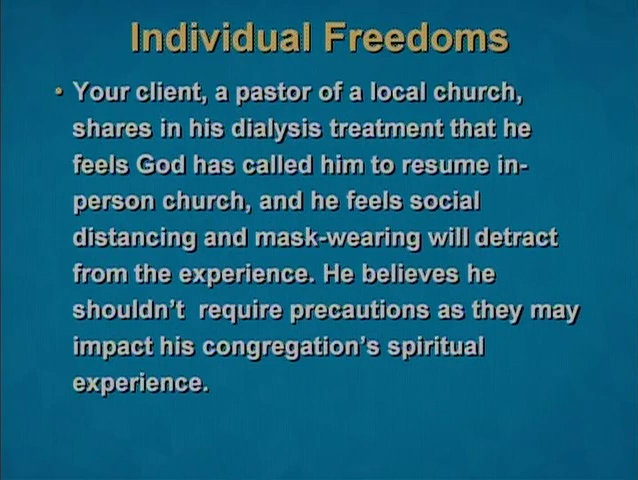 Individual Freedoms
• Your client, a pastor of a local church,
shares in his dialysis treatment that he
feels God has called him to resume in-
person church, and he feels social
distancing and mask-wearing will detract
from the experience. He believes he
shouldn't  require precautions as they may
impact his congregation's spiritual
experience.